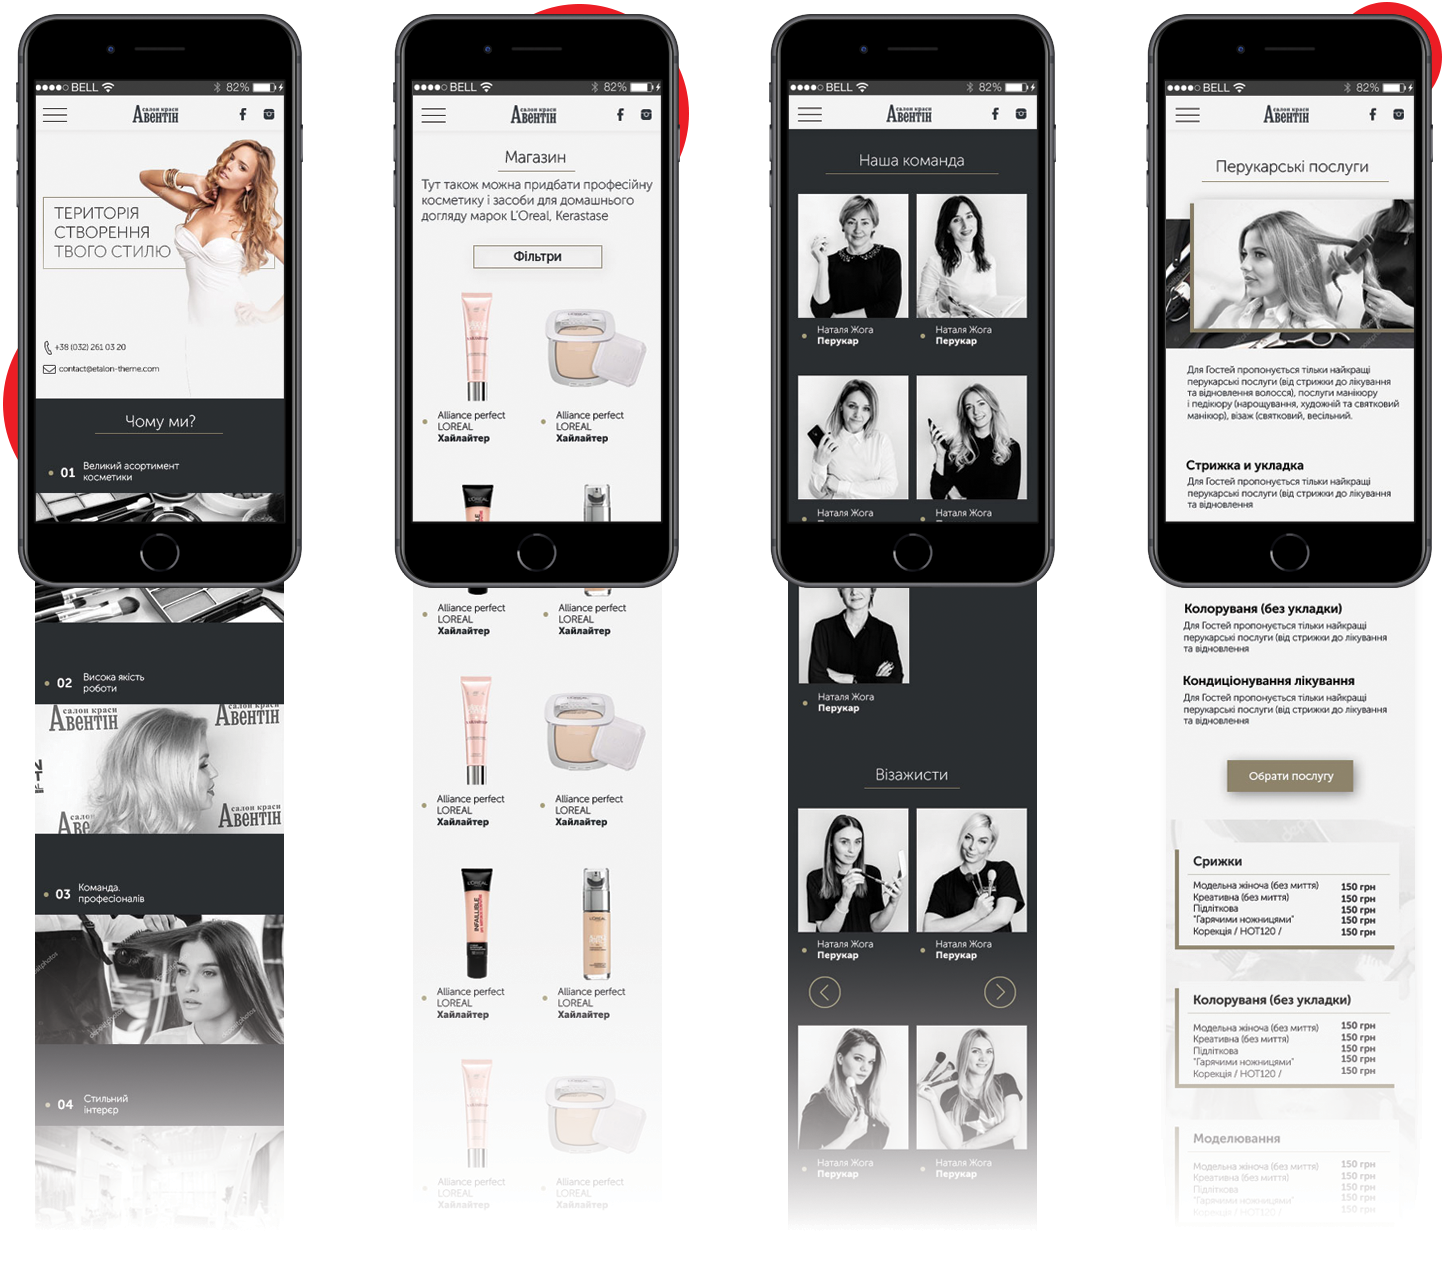 BELL
82%
салон краси
Авентін
ТЕРИТОРІЯ
СТВОРЕННЯ
ТВОГО СТИЛЮ
+38 (032) 261 03 20
contact@etalon-theme.com
Чому ми?
01
Великий асортимент
косметики
02
Висока якість
роботи
салон краси
Авентін
салон краси
Авентін
салон краси
Авентін
03
Команда.
професіоналів
depositphotos
04
Стильний
інтерєр
BELL
82%
салон краси
Авентін
Магазин
Тут також можна придбати професійну
косметику і засоби для домашнього
догляду марок L'Oreal, Kerastase
Фільтри
Alliance perfect
LOREAL
Хайлайтер
Alliance perfect
LOREAL
Хайлайтер
Alliance perfect
LOREAL
Хайлайтер
Alliance perfect
LOREAL
Хайлайтер
Alliance perfect
LOREAL
Хайлайтер
Alliance perfect
LOREAL
Хайлайтер
L'OREAL
INFAILLIBLE
Alliance perfect
LOREAL
Хайлайтер
Alliance perfect
LOREAL
Хайлайтер
Alliance perfect
LOREAL
Хайлайтер
Alliance perfect
LOREAL
Хайлайтер
BELL
82%
салон краси
Авентін
Наша команда
Наталя Жога
Перукар
Наталя Жога
Перукар
Наталя Жога
Наталя Жога
Наталя Жога
Перукар
Візажисти
Наталя Жога
Перукар
Наталя Жога
Перукар
Наталя Жога
Перукар
Наталя Жога
Перукар
BELL
82%
салон краси
Авентін
Перукарські послуги
Для Гостей пропонується тільки найкращі
перукарські послуги (від стрижки до лікування
та відновлення волосся), послуги манікюру
і педікюру (нарощування, художній та святковий
манікюр), візаж (святковий, весільний.
Стрижка и укладка
Для Гостей пропонується тільки найкращі
перукарські послуги (від стрижки до лікування
та відновлення
Колоруваня (без укладки)
Для Гостей пропонується тільки найкращі
перукарські послуги (від стрижки до лікування
та відновлення
Кондиціонування лікування
Для Гостей пропонується тільки найкращі
перукарські послуги (від стрижки до лікування
та відновлення
Обрати послугу
Срижки
Модельна жіноча (без миття) 150 грн
Креативна (без миття) 150 грн
Підліткова 150 грн
"Гарячими ножницями" 150 грн
Корекція / HOT120 / 150 грн
Колоруваня (без укладки)
Модельна жіноча (без миття) 150 грн
Креативна (без миття) 150 грн
Підліткова 150 грн
"Гарячими ножницями" 150 грн
Корекція / HOT120 / 150 грн
Моделювання
Модельна жіноча (без миття) 150 грн
Креативна (без миття) 150 грн
Підліткова 150 грн
"Гарячими ножницями" 150 грн
Корекція / HOT120 / 150 грн